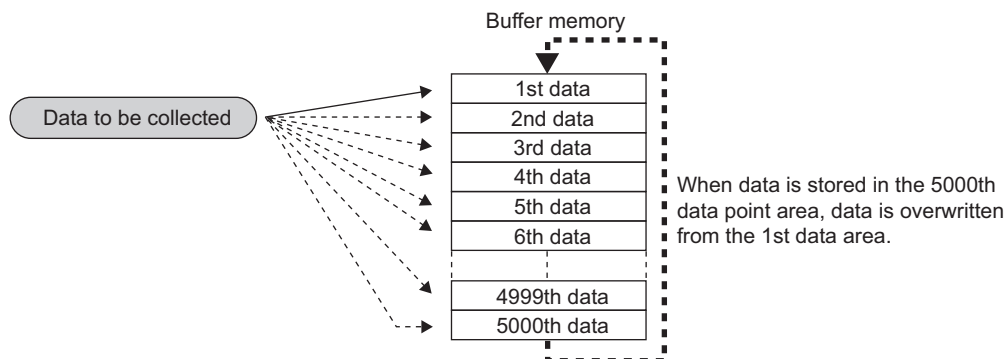 Buffer memory
Data to be collected
1st data
2nd data
3rd data
4th data
5th data
6th data
4999th data
5000th data
When data is stored in the 5000th
data point area, data is overwritten
from the 1st data area.